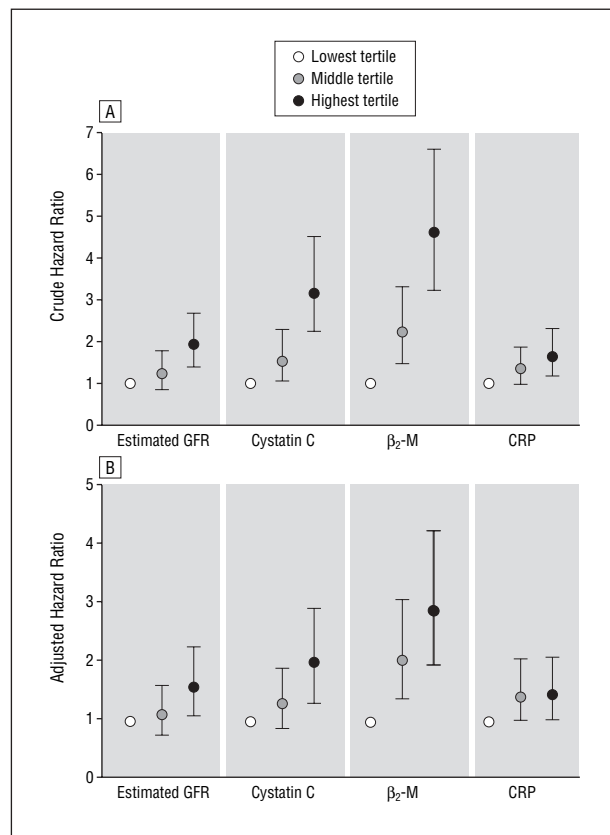 Lowest tertile
Middle tertile
Highest tertile
A
7
6
5
4
3
2
1
0
Crude Hazard Ratio
Estimated GFR Cystatin C β₂-M CRP
B
5
4
3
2
1
0
Adjusted Hazard Ratio
Estimated GFR Cystatin C β₂-M CRP